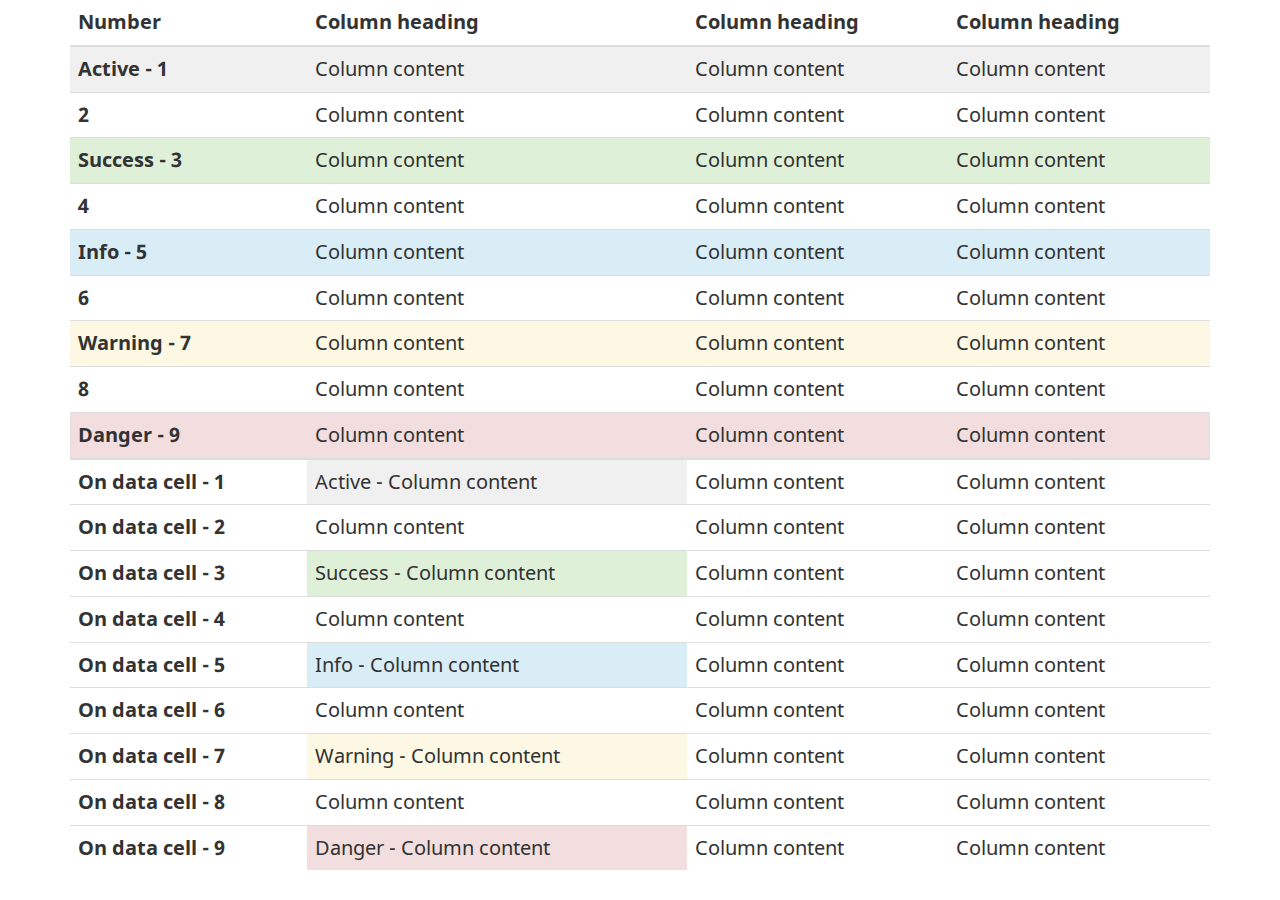 Number Column heading Column heading Column heading
Active - 1 Column content Column content Column content
2 Column content Column content Column content
Success - 3 Column content Column content Column content
4 Column content Column content Column content
Info - 5 Column content Column content Column content
6 Column content Column content Column content
Warning - 7 Column content Column content Column content
8 Column content Column content Column content
Danger - 9 Column content Column content Column content
On data cell - 1 Active - Column content Column content Column content
On data cell - 2 Column content Column content Column content
On data cell - 3 Success - Column content Column content Column content
On data cell - 4 Column content Column content Column content
On data cell - 5 Info - Column content Column content Column content
On data cell - 6 Column content Column content Column content
On data cell - 7 Warning - Column content Column content Column content
On data cell - 8 Column content Column content Column content
On data cell - 9 Danger - Column content Column content Column content